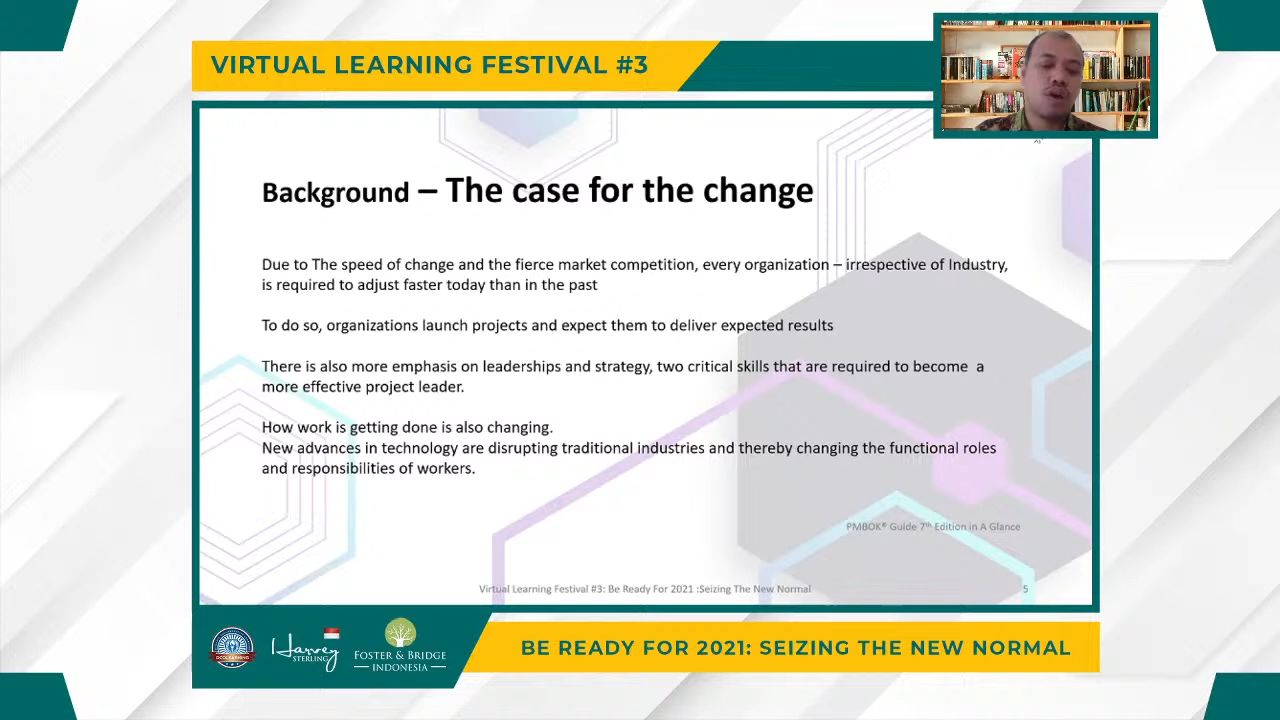 VIRTUAL LEARNING FESTIVAL #3
Background – The case for the change
Due to The speed of change and the fierce market competition, every organization – irrespective of Industry,
is required to adjust faster today than in the past
To do so, organizations launch projects and expect them to deliver expected results
There is also more emphasis on leaderships and strategy, two critical skills that are required to become a
more effective project leader.
How work is getting done is also changing.
New advances in technology are disrupting traditional industries and thereby changing the functional roles
and responsibilities of workers.
PMBOK® Guide 7th Edition in A Glance
Virtual Learning Festival #3: Be Ready For 2021 :Seizing The New Normal
5
Harvey
STERLING
FOSTER & BRIDGE
INDONESIA
BE READY FOR 2021: SEIZING THE NEW NORMAL